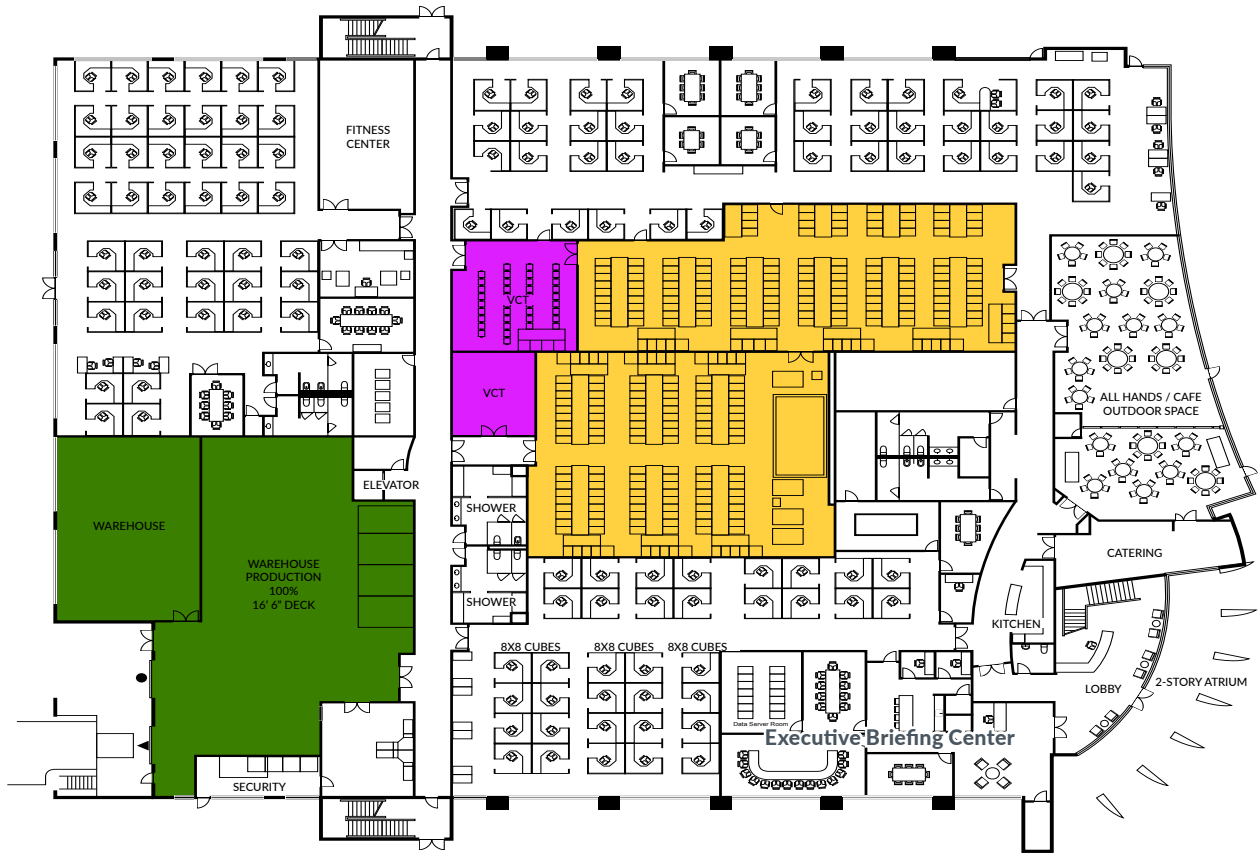 FITNESS
CENTER
VCT
VCT
ALL HANDS / CAFE
OUTDOOR SPACE
ELEVATOR
WAREHOUSE
SHOWER
CATERING
WAREHOUSE
PRODUCTION
100%
16' 6" DECK
SHOWER
KITCHEN
8X8 CUBES
8X8 CUBES
8X8 CUBES
2-STORY ATRIUM
LOBBY
Data Server Room
Executive Briefing Center
SECURITY